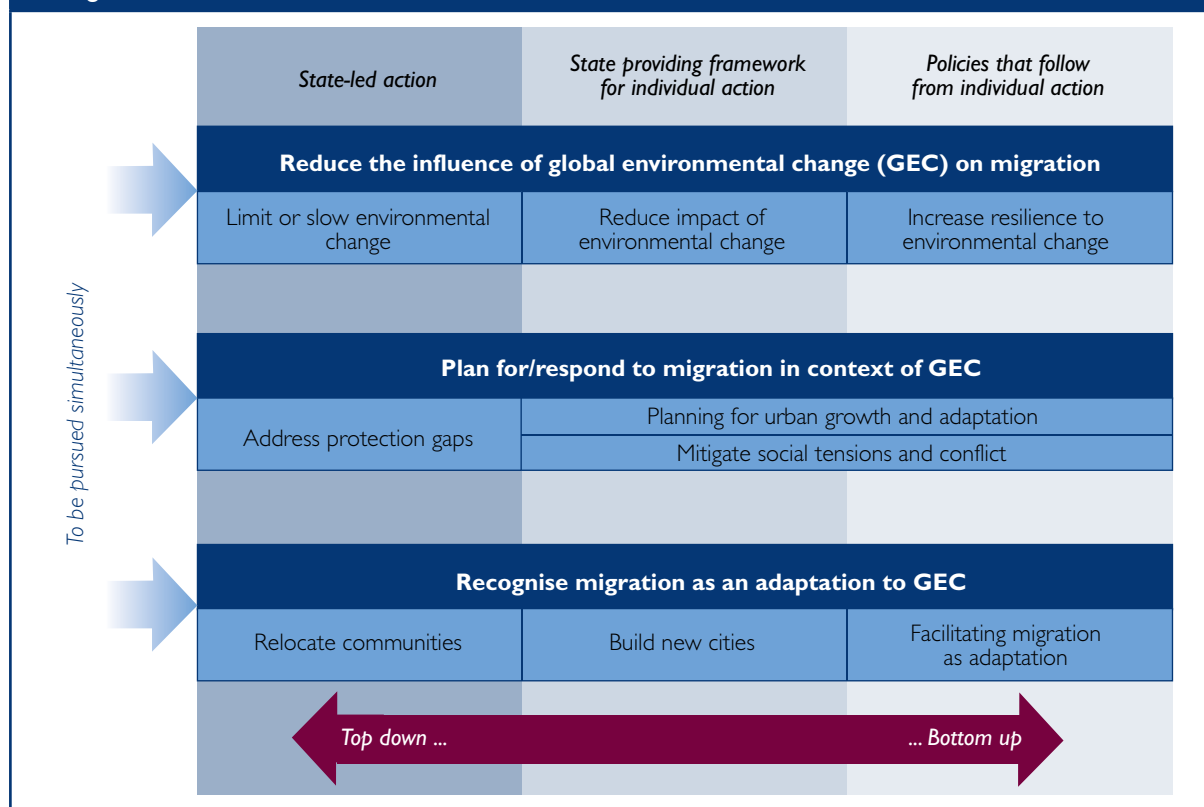 State-led action
State providing framework
for individual action
Policies that follow
from individual action
Reduce the influence of global environmental change (GEC) on migration
Limit or slow environmental
change
Reduce impact of
environmental change
Increase resilience to
environmental change
To be pursued simultaneously
Plan for/respond to migration in context of GEC
Address protection gaps
Planning for urban growth and adaptation
Mitigate social tensions and conflict
Recognise migration as an adaptation to GEC
Relocate communities
Build new cities
Facilitating migration
as adaptation
Top down ...
... Bottom up